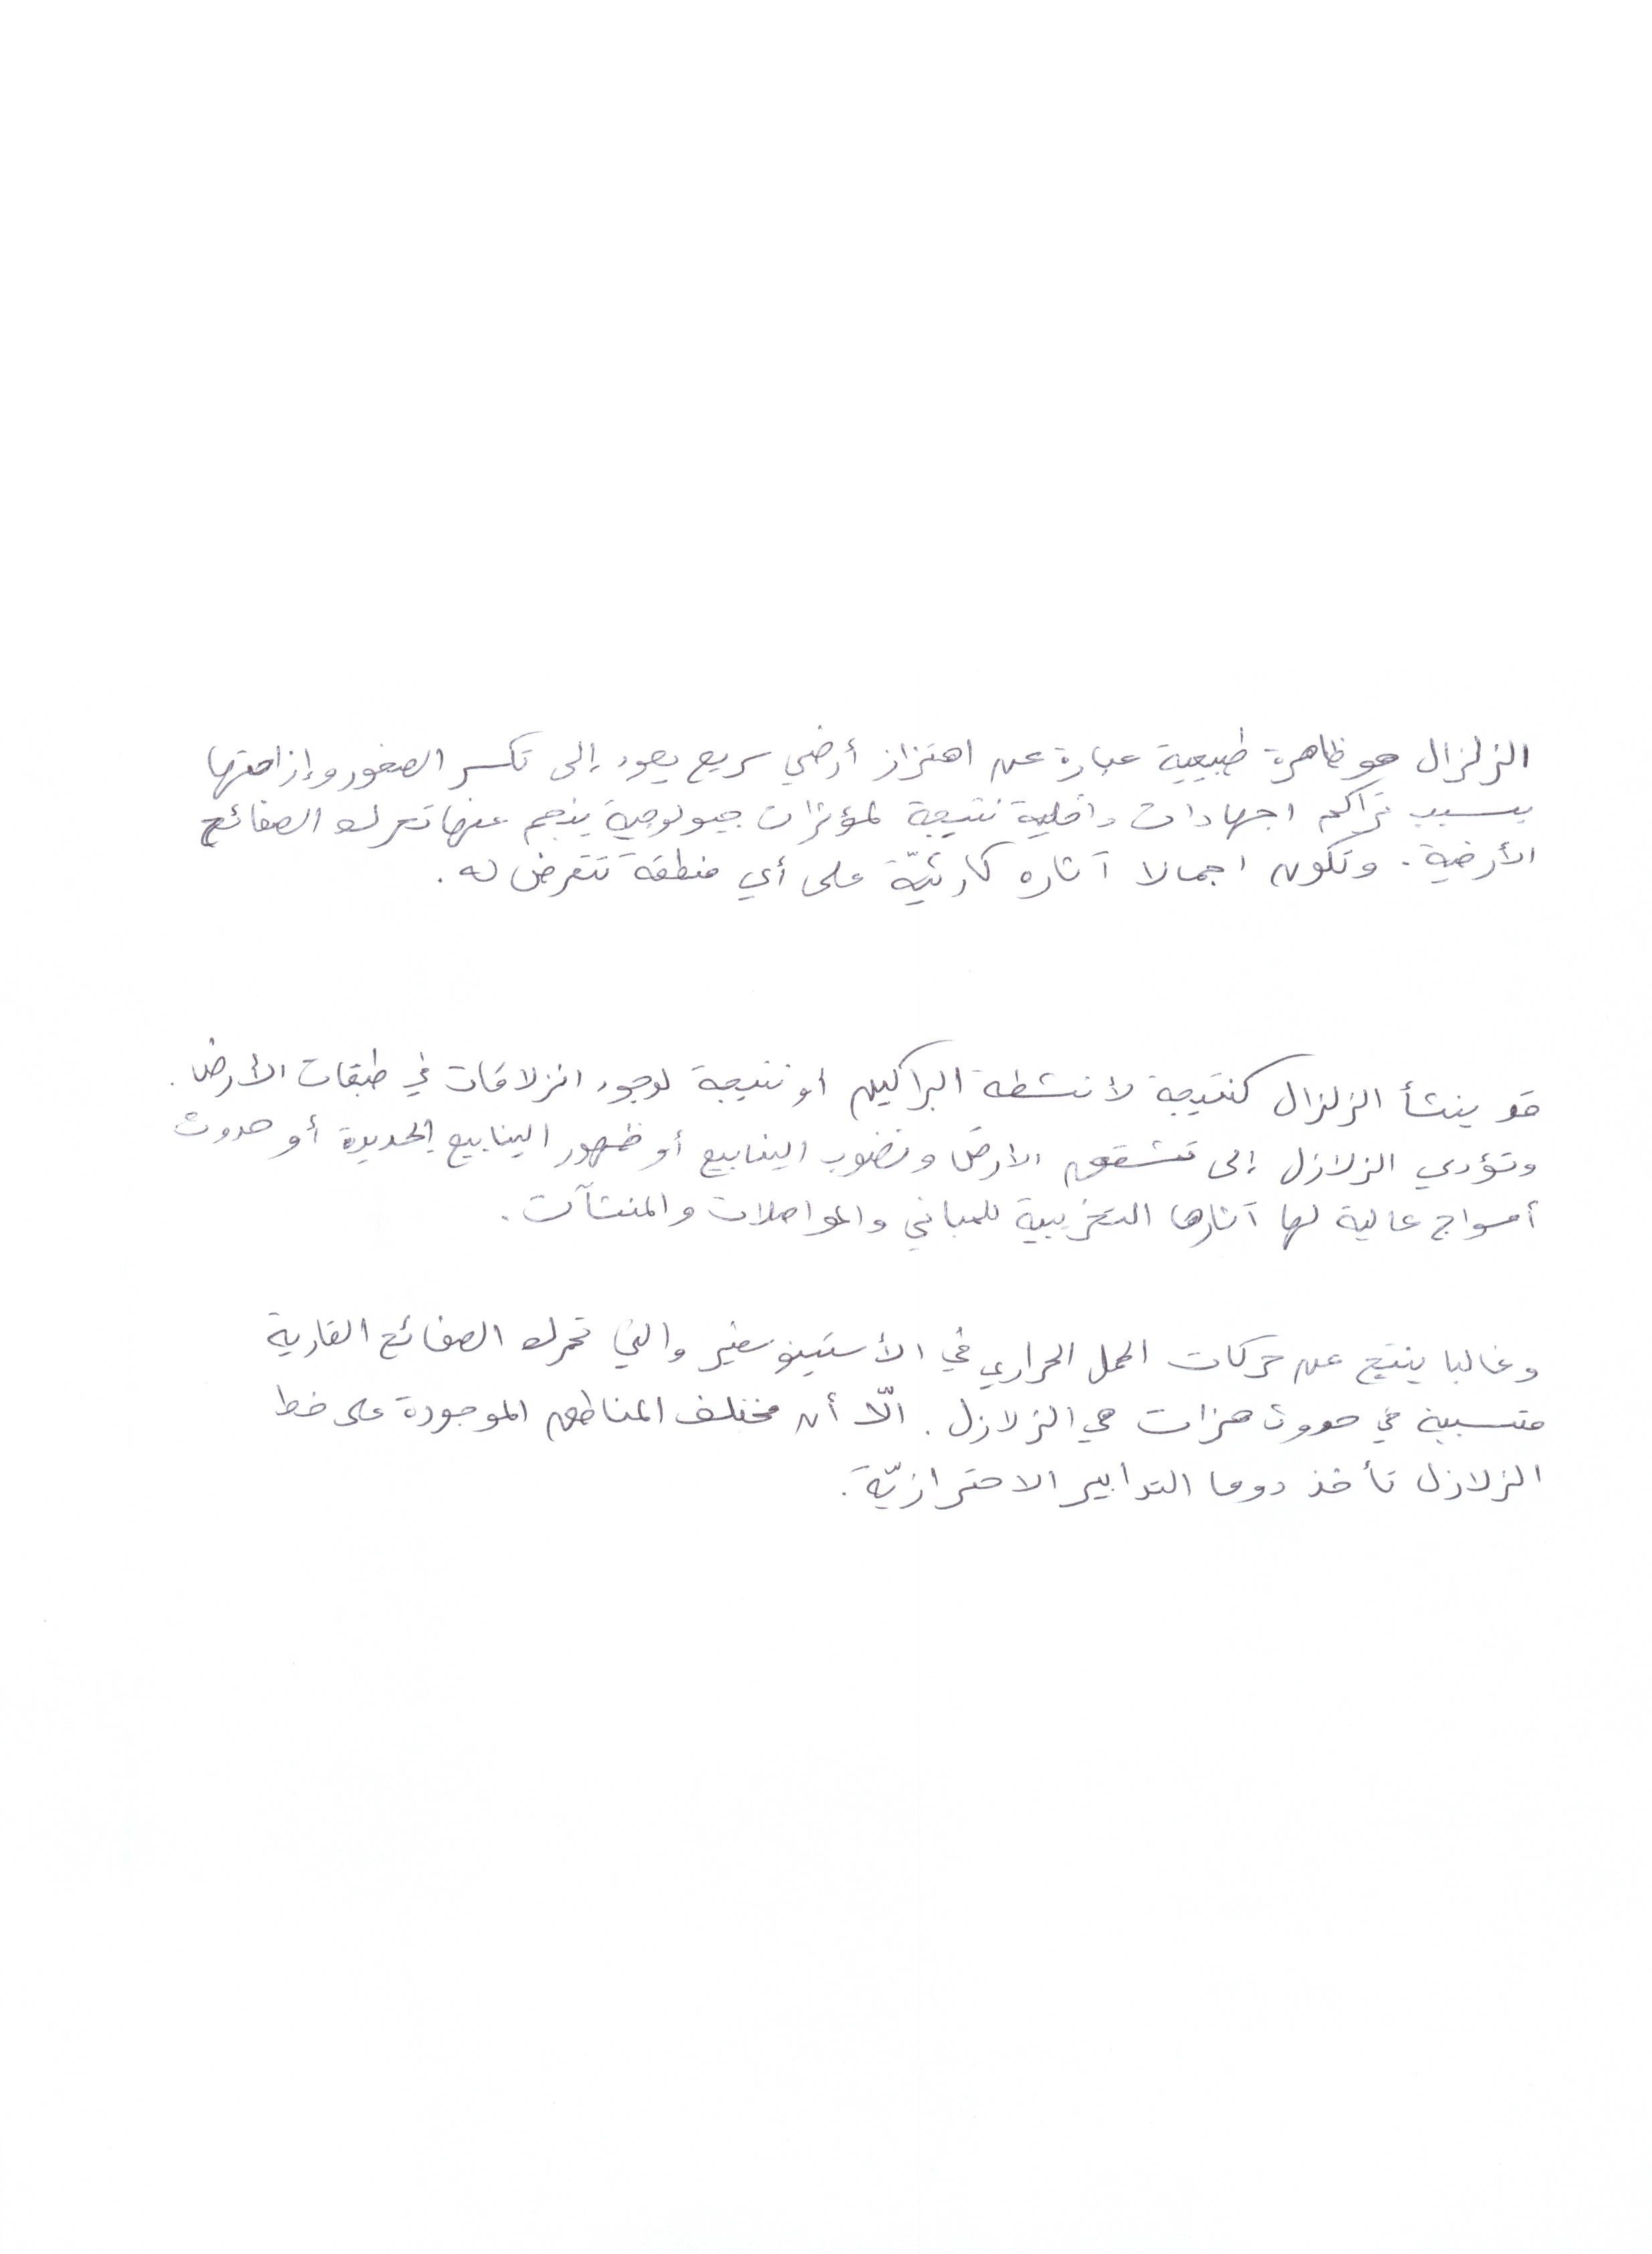 الزلزال هو ظاهرة طبيعية عبارة عن اهتزاز أرضي سريع يعود إلى تكسر الصخور وإزاحتها
بسبب تراكم اجهادات داخلية نتيجة لمؤثرات جيولوجية ينجم عنها تحرك الصفائح
الأرضية. وتكون اجمالا آثاره كارثيّة على أي منطقة تتعرض له.
قد ينشأ الزلزال كنتيجة لأنشطة البراكين أو نتيجة لوجود انزلاقات في طبقات الأرض.
وتؤدي الزلازل إلى تشقق الارض ونضوب الينابيع أو ظهور الينابيع الجديدة أو حدوث
أمواج عالية لها آثارها التخريبية للمباني والمواصلات والمنشآت.
وغالبا ينتج عن حركات الحمل الحراري في الأستينوسفير والتي تحرك الصفائح القارية
متسببة في حدوث هزات هي الزلازل. الّا أن مختلف المناطق الموجودة على خط
الزلازل تأخذ دوما التدابير الاحترازيّة.